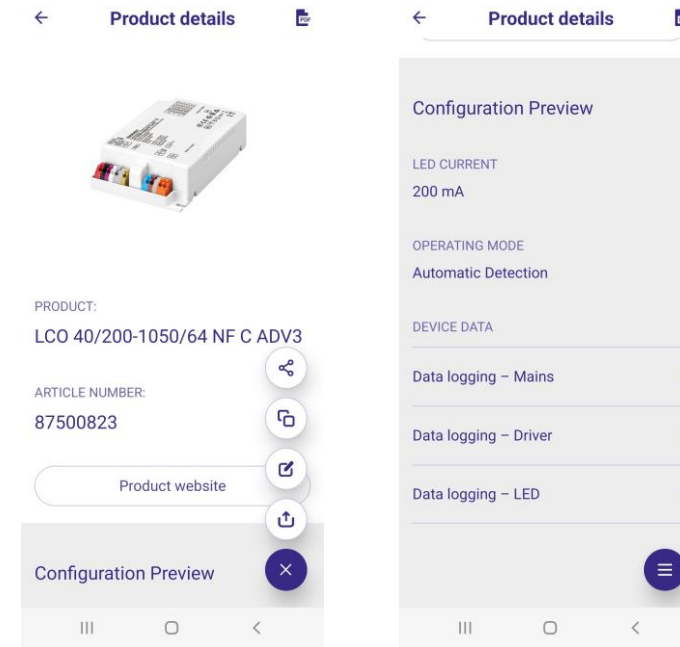 Product details
PDF
PRODUCT:
LCO 40/200-1050/64 NF C ADV3
ARTICLE NUMBER:
87500823
Product website
Configuration Preview
Product details
Configuration Preview
LED CURRENT
200 mA
OPERATING MODE
Automatic Detection
DEVICE DATA
Data logging – Mains
Data logging – Driver
Data logging – LED